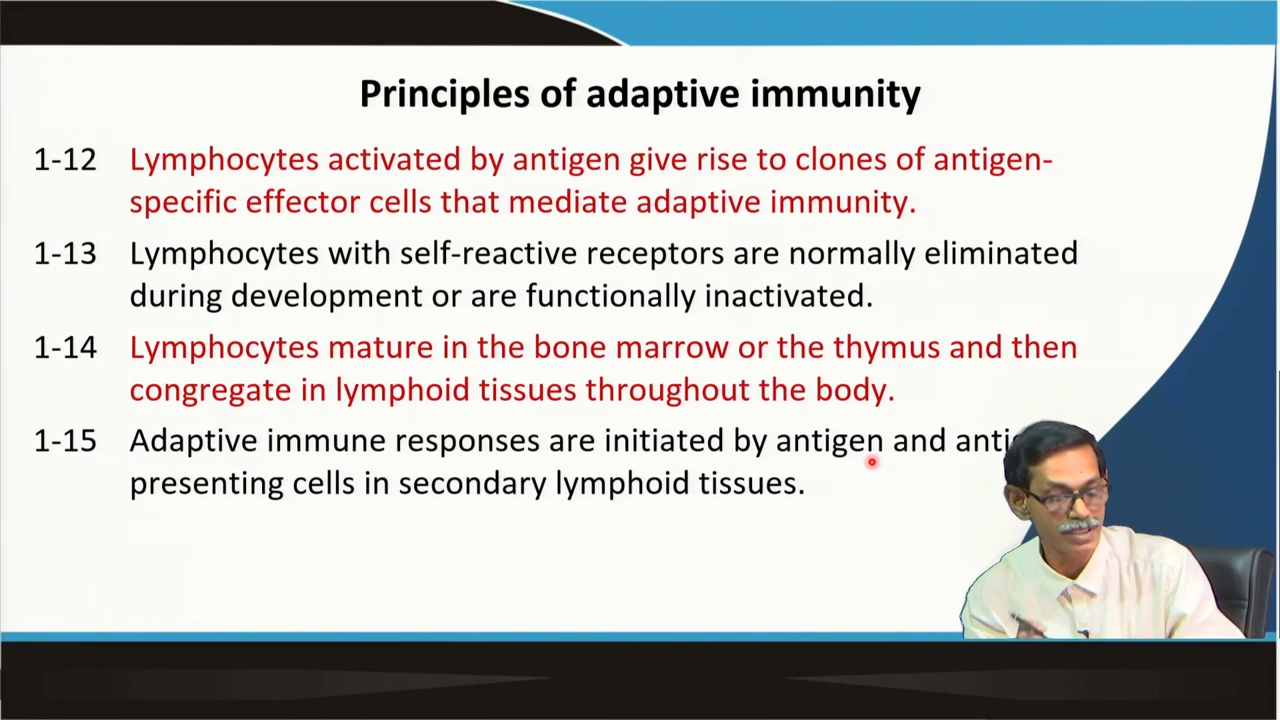 Principles of adaptive immunity
1-12 Lymphocytes activated by antigen give rise to clones of antigen-
specific effector cells that mediate adaptive immunity.
1-13 Lymphocytes with self-reactive receptors are normally eliminated
during development or are functionally inactivated.
1-14 Lymphocytes mature in the bone marrow or the thymus and then
congregate in lymphoid tissues throughout the body.
1-15 Adaptive immune responses are initiated by antigen and
presenting cells in secondary lymphoid tissues.